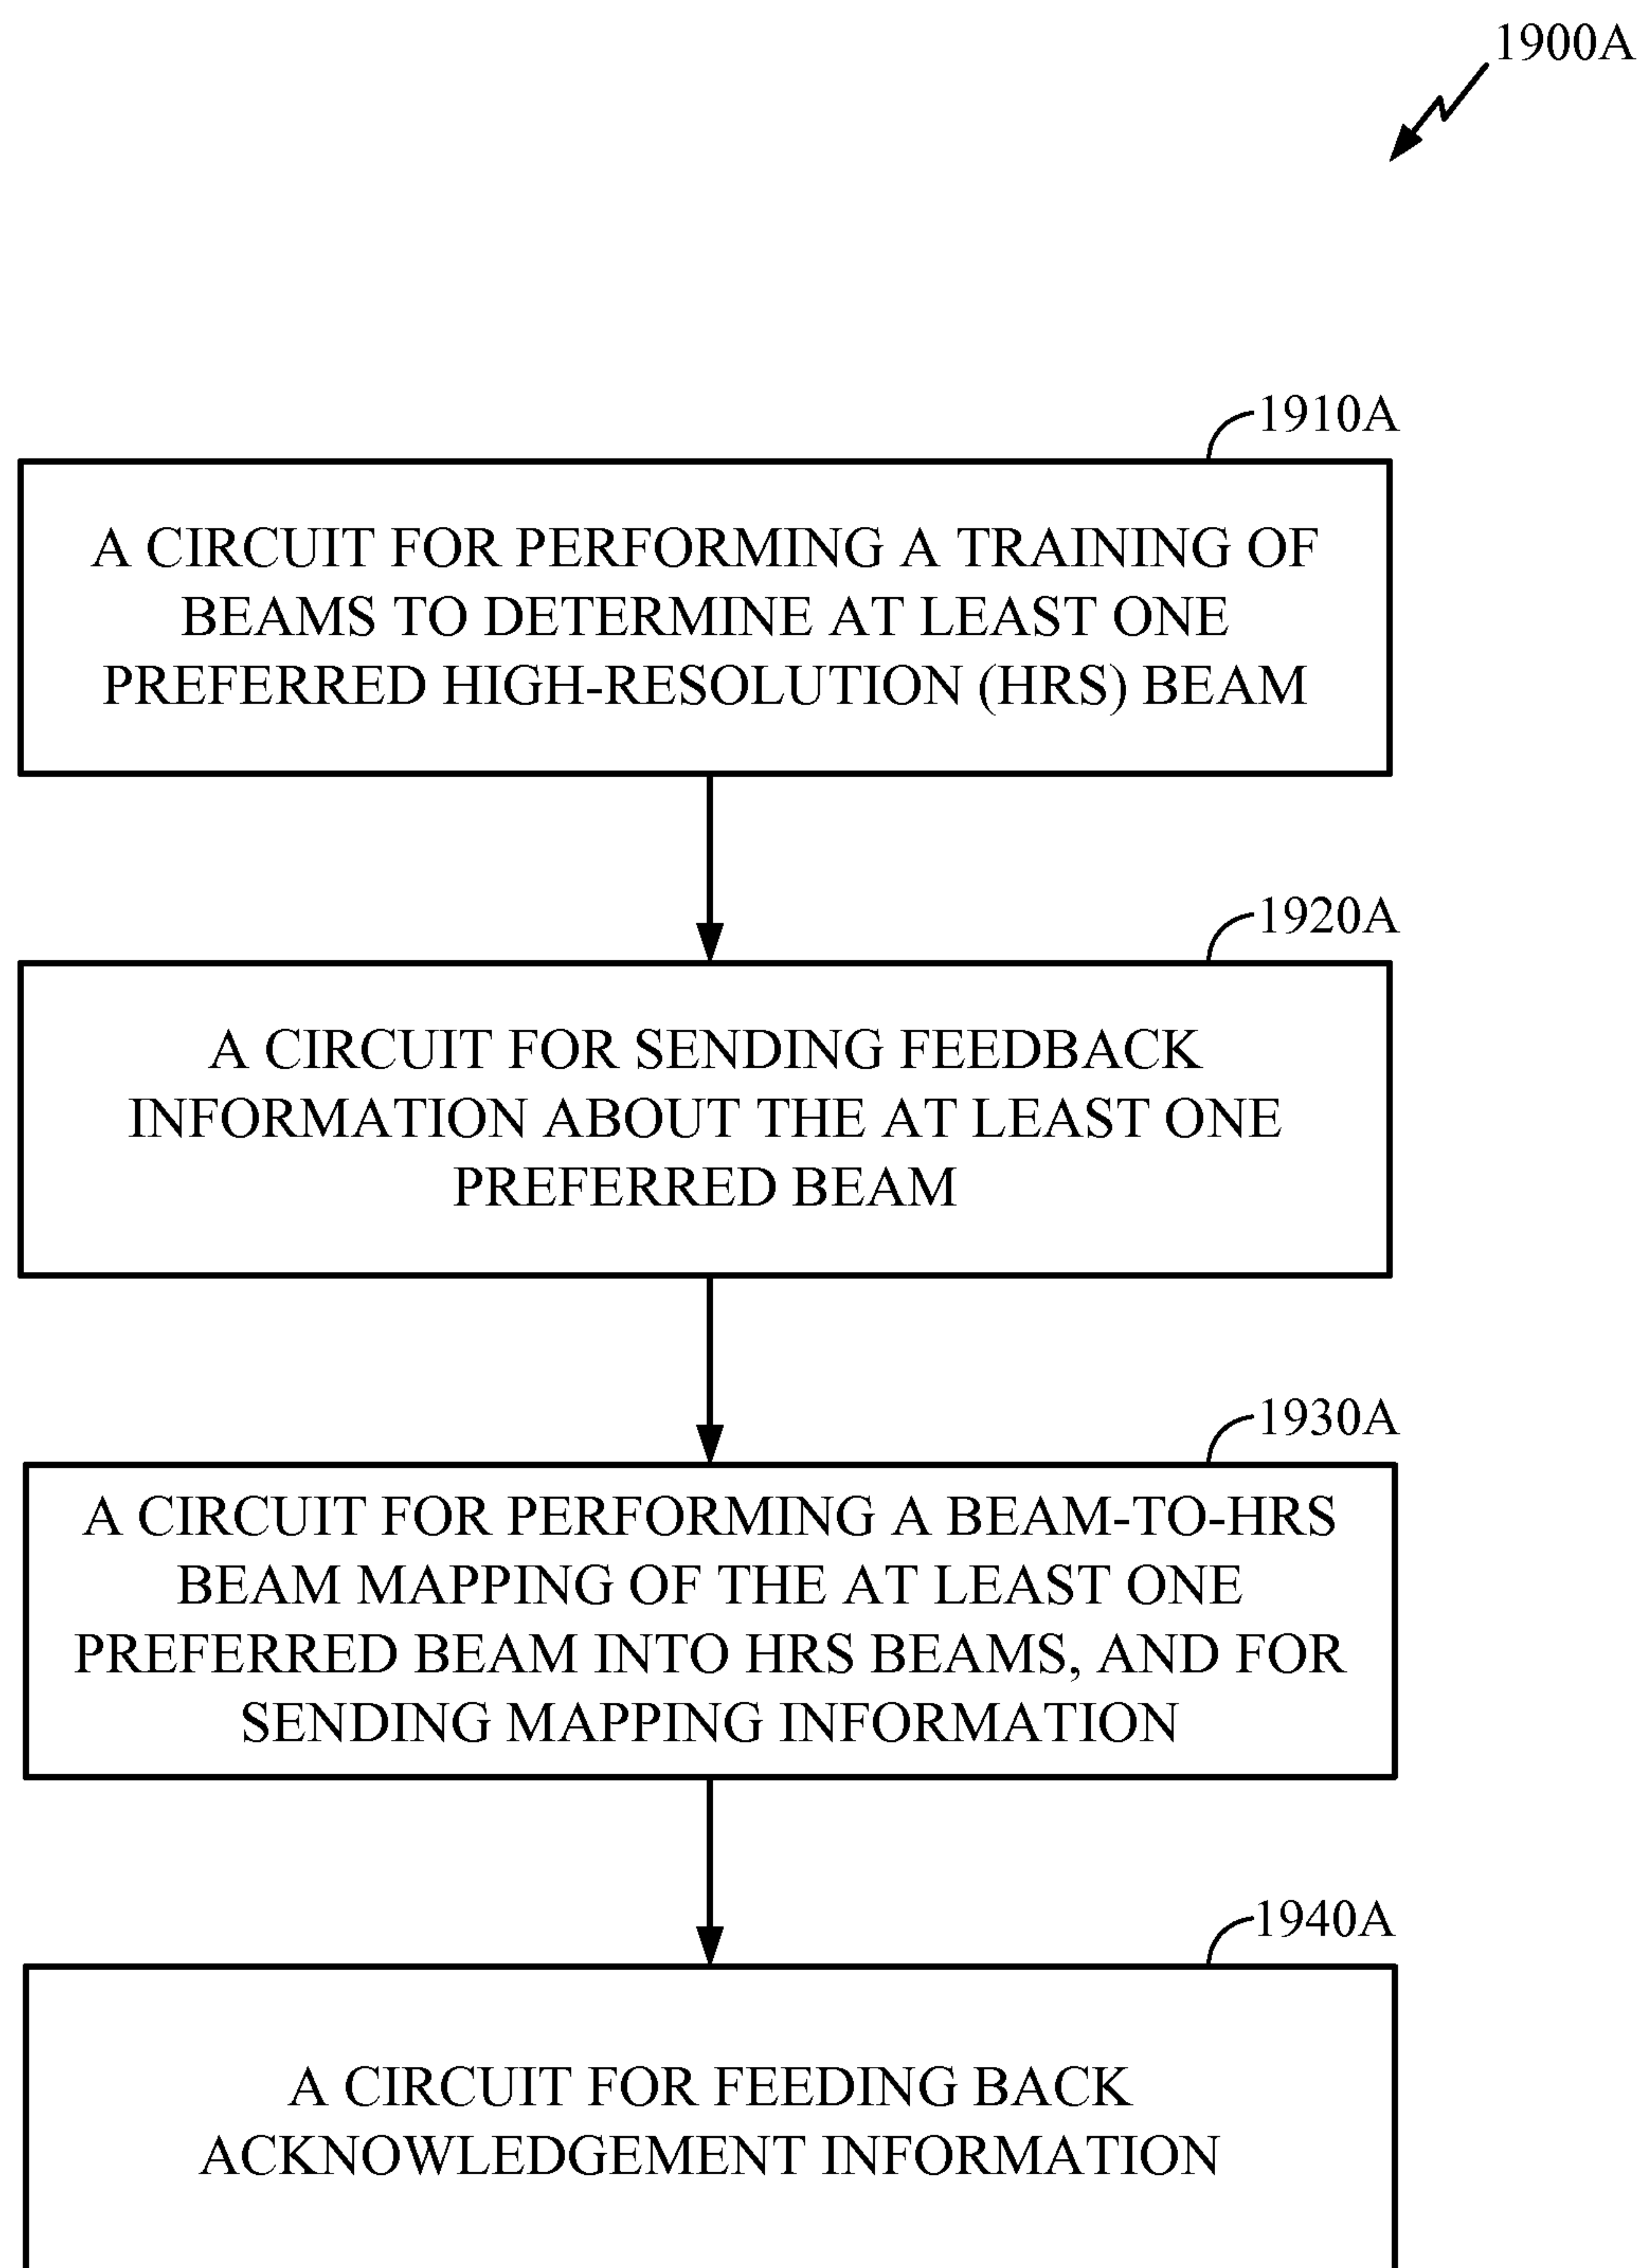 1900A
1910A
A CIRCUIT FOR PERFORMING A TRAINING OF
BEAMS TO DETERMINE AT LEAST ONE
PREFERRED HIGH-RESOLUTION (HRS) BEAM
1920A
A CIRCUIT FOR SENDING FEEDBACK
INFORMATION ABOUT THE AT LEAST ONE
PREFERRED BEAM
1930A
A CIRCUIT FOR PERFORMING A BEAM-TO-HRS
BEAM MAPPING OF THE AT LEAST ONE
PREFERRED BEAM INTO HRS BEAMS, AND FOR
SENDING MAPPING INFORMATION
1940A
A CIRCUIT FOR FEEDING BACK
ACKNOWLEDGEMENT INFORMATION